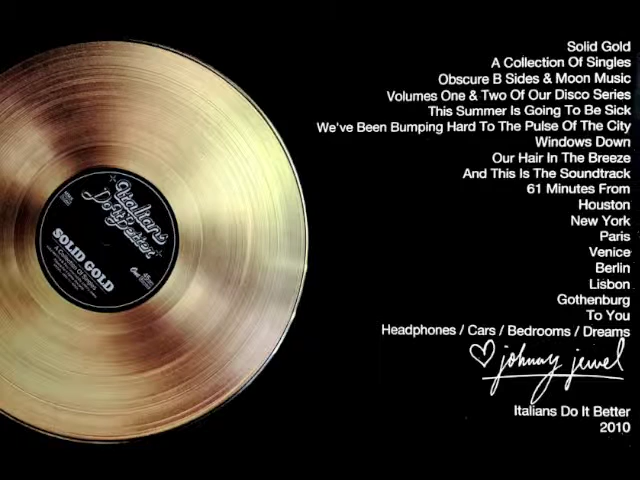 Solid Gold
A Collection Of Singles
Obscure B Sides & Moon Music
Volumes One & Two Of Our Disco Series
This Summer Is Going To Be Sick
We've Been Bumping Hard To The Pulse Of The City
Windows Down
Our Hair In The Breeze
And This Is The Soundtrack
61 Minutes From
Houston
New York
Paris
Venice
Berlin
Lisbon
Gothenburg
To You
Headphones / Cars / Bedrooms / Dreams
johnny jewel
Italians Do It Better
2010
Italians
Do It Better
SOLID GOLD
A Collection Of Singles